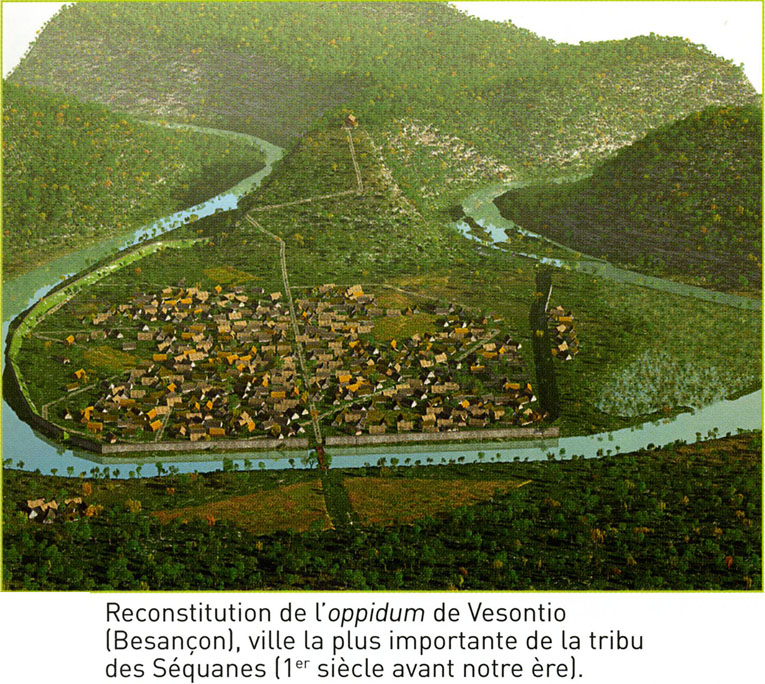 Reconstitution de l'oppidum de Vesontio
(Besançon), ville la plus importante de la tribu
des Séquanes (1er siècle avant notre ère).